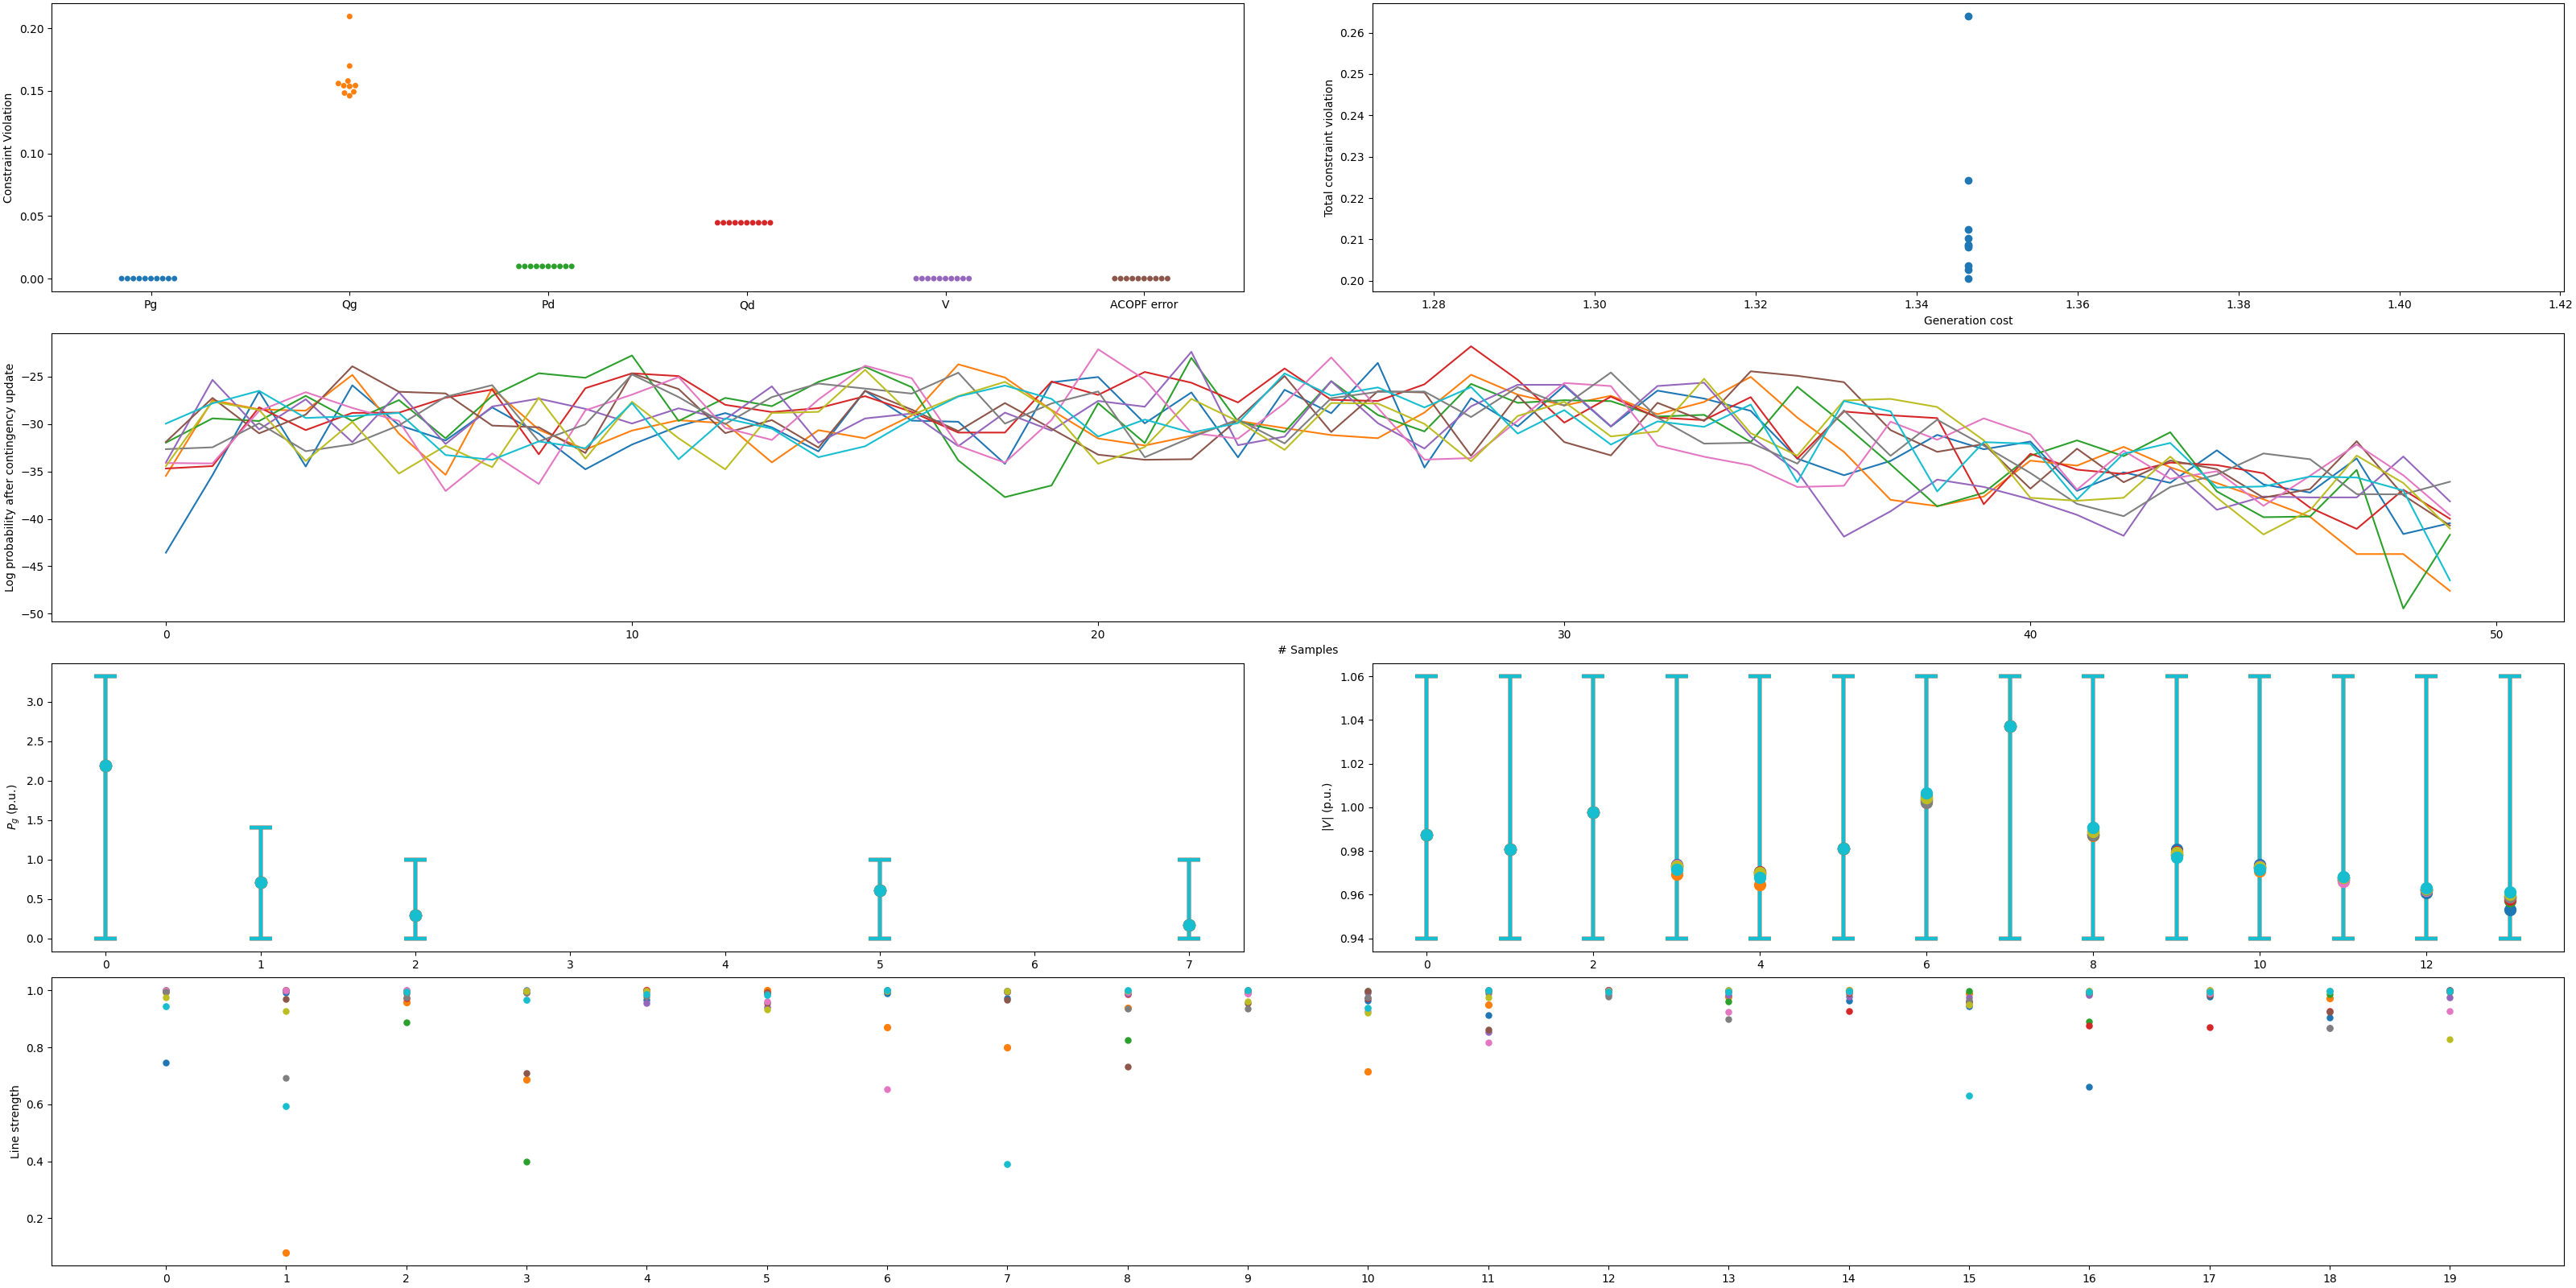 Constraint Violation
0.20
0.15
0.10
0.05
0.00
Pg Qg Pd Qd V ACOPF error
Total constraint violation
0.26
0.25
0.24
0.23
0.22
0.21
0.20
1.28 1.30 1.32 1.34 1.36 1.38 1.40 1.42
Generation cost
Log probability after contingency update
−25
−30
−35
−40
−45
−50
0 10 20 30 40 50
# Samples
P_g (p.u.)
3.0
2.5
2.0
1.5
1.0
0.5
0.0
0 1 2 3 4 5 6 7
|V| (p.u.)
1.06
1.04
1.02
1.00
0.98
0.96
0.94
0 2 4 6 8 10 12
Line strength
1.0
0.8
0.6
0.4
0.2
0 1 2 3 4 5 6 7 8 9 10 11 12 13 14 15 16 17 18 19